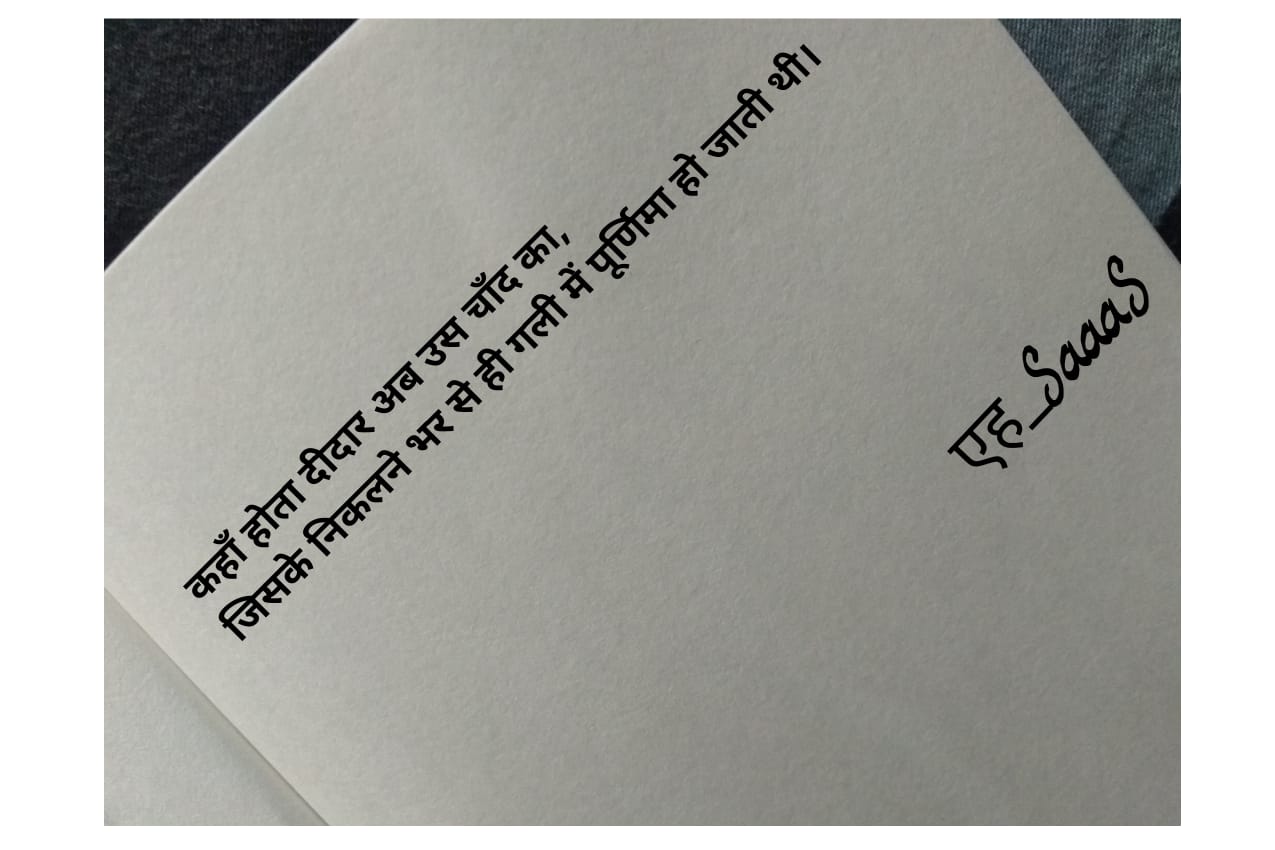 कहाँ होता दीदार अब उस चाँद का,
जिसके निकलने भर से ही गली में पूर्णिमा हो जाती थी।
एह_SaaaS